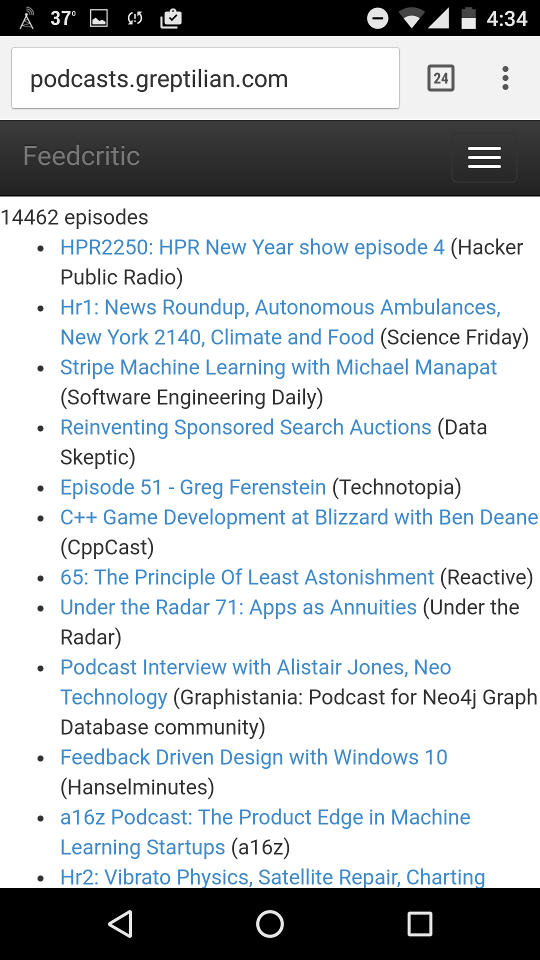 37° 4:34
podcasts.greptilian.com 24
Feedcritic
14462 episodes
HPR2250: HPR New Year show episode 4 (Hacker
Public Radio)
Hr1: News Roundup, Autonomous Ambulances,
New York 2140, Climate and Food (Science Friday)
Stripe Machine Learning with Michael Manapat
(Software Engineering Daily)
Reinventing Sponsored Search Auctions (Data
Skeptic)
Episode 51 - Greg Ferenstein (Technotopia)
C++ Game Development at Blizzard with Ben Deane
(CppCast)
65: The Principle Of Least Astonishment (Reactive)
Under the Radar 71: Apps as Annuities (Under the
Radar)
Podcast Interview with Alistair Jones, Neo
Technology (Graphistania: Podcast for Neo4j Graph
Database community)
Feedback Driven Design with Windows 10
(Hanselminutes)
a16z Podcast: The Product Edge in Machine
Learning Startups (a16z)
Hr2: Vibrato Physics, Satellite Repair, Charting